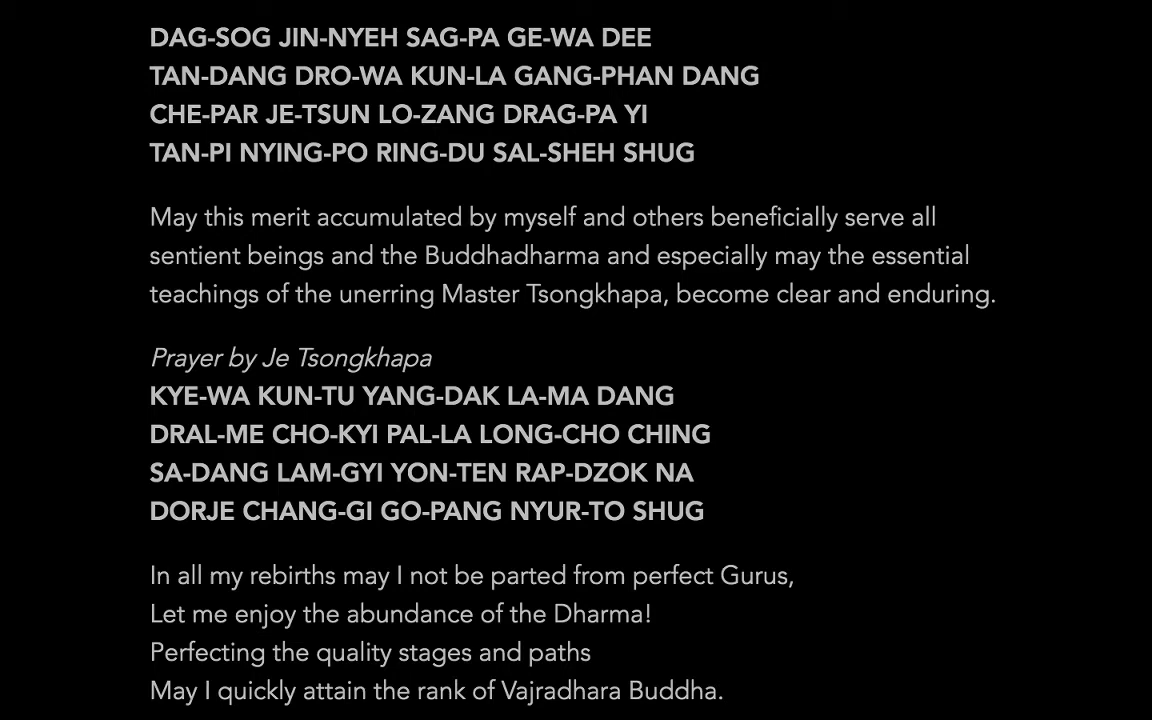 DAG-SOG JIN-NYEH SAG-PA GE-WA DEE
TAN-DANG DRO-WA KUN-LA GANG-PHAN DANG
CHE-PAR JE-TSUN LO-ZANG DRAG-PA YI
TAN-PI NYING-PO RING-DU SAL-SHEH SHUG
May this merit accumulated by myself and others beneficially serve all
sentient beings and the Buddhadharma and especially may the essential
teachings of the unerring Master Tsongkhapa, become clear and enduring.
Prayer by Je Tsongkhapa
KYE-WA KUN-TU YANG-DAK LA-MA DANG
DRAL-ME CHO-KYI PAL-LA LONG-CHO CHING
SA-DANG LAM-GYI YON-TEN RAP-DZOK NA
DORJE CHANG-GI GO-PANG NYUR-TO SHUG
In all my rebirths may I not be parted from perfect Gurus,
Let me enjoy the abundance of the Dharma!
Perfecting the quality stages and paths
May I quickly attain the rank of Vajradhara Buddha.